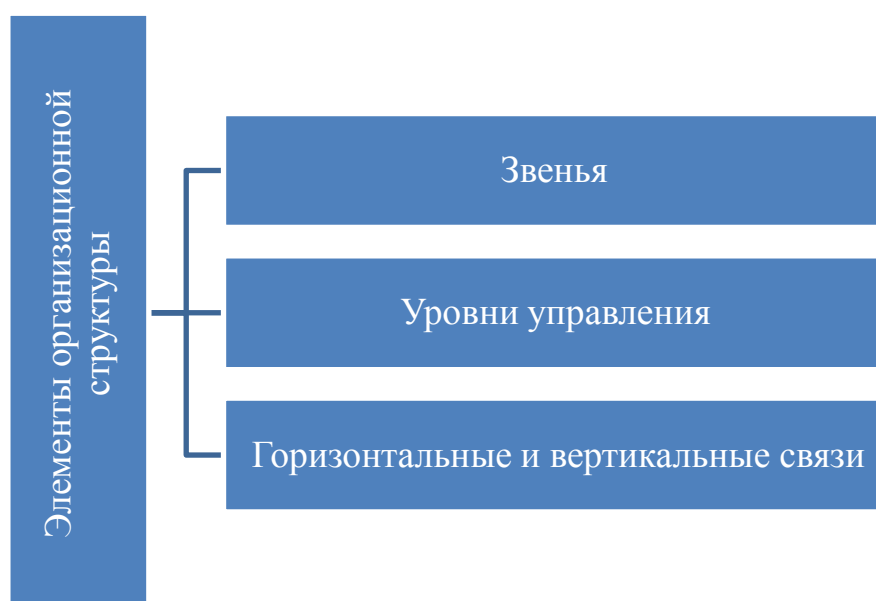 Элементы организационной
структуры
Звенья
Уровни управления
Горизонтальные и вертикальные связи